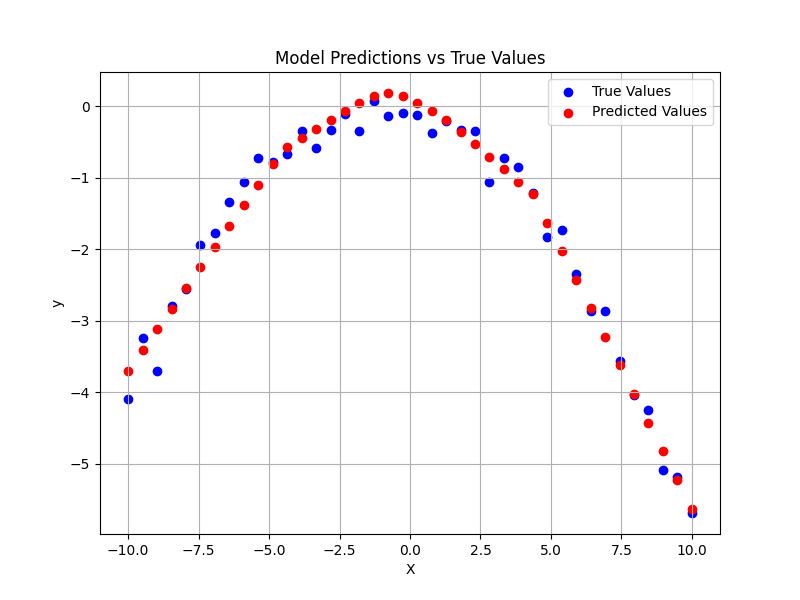 Model Predictions vs True Values
True Values
Predicted Values
0
−1
−2
−3
−4
−5
y
−10.0 −7.5 −5.0 −2.5 0.0 2.5 5.0 7.5 10.0
X